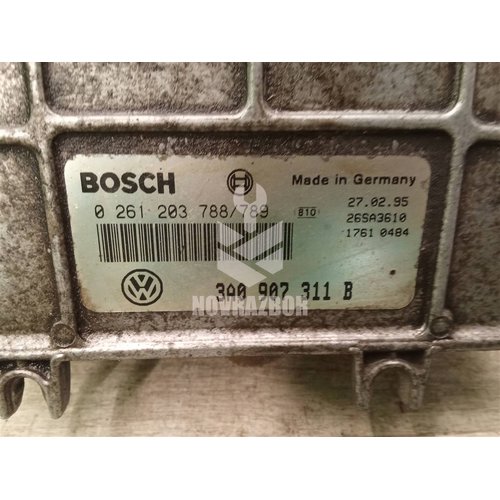 BOSCH
Made in Germany
0 261 203 788/789
810
27.02.95
26SA3610
1761 0484
3A0 907 311 B
NOVKAZBOH